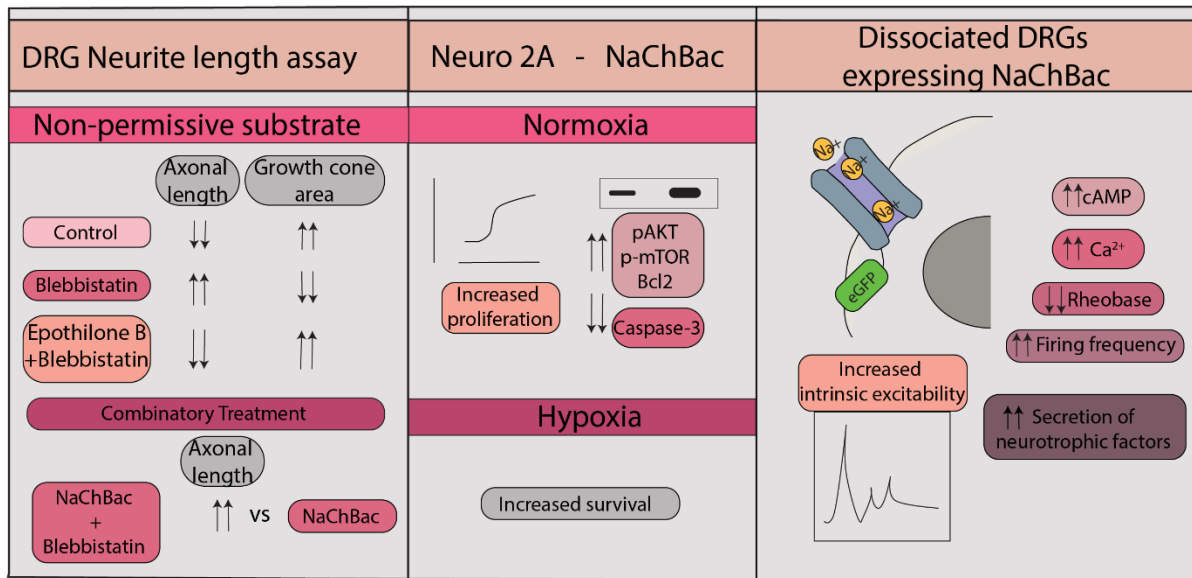 DRG Neurite length assay
Non-permissive substrate
Axonal
length
Growth cone
area
Control
↓↓
↑↑
Blebbistatin
↑↑
↓↓
Epothilone B
+Blebbistatin
↓↓
↑↑
Combinatory Treatment
Axonal
length
NaChBac
+
Blebbistatin
↑↑ vs NaChBac
Neuro 2A - NaChBac
Normoxia
Increased
proliferation
↑↑
pAKT
p-mTOR
Bcl2
↓↓
Caspase-3
Hypoxia
Increased survival
Dissociated DRGs
expressing NaChBac
Na+
Na+
Na+
eGFP
Increased
intrinsic excitability
↑↑cAMP
↑↑ Ca²⁺
↓↓Rheobase
↑↑ Firing frequency
↑↑ Secretion of
neurotrophic factors